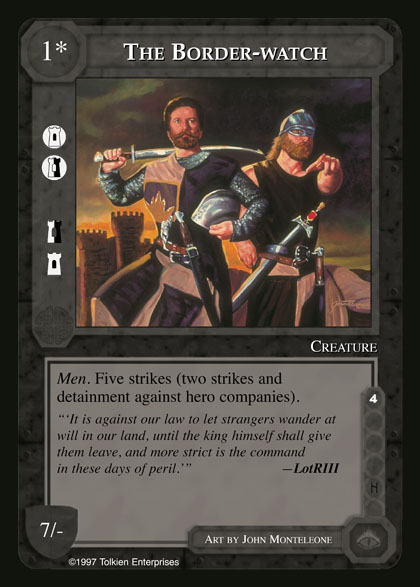 1*
THE BORDER-WATCH
CREATURE
Men. Five strikes (two strikes and
detainment against hero companies).
“‘It is against our law to let strangers wander at
will in our land, until the king himself shall give
them leave, and more strict is the command
in these days of peril.’” —LotRIII
4
7/-
ART BY JOHN MONTELEONE
©1997 Tolkien Enterprises